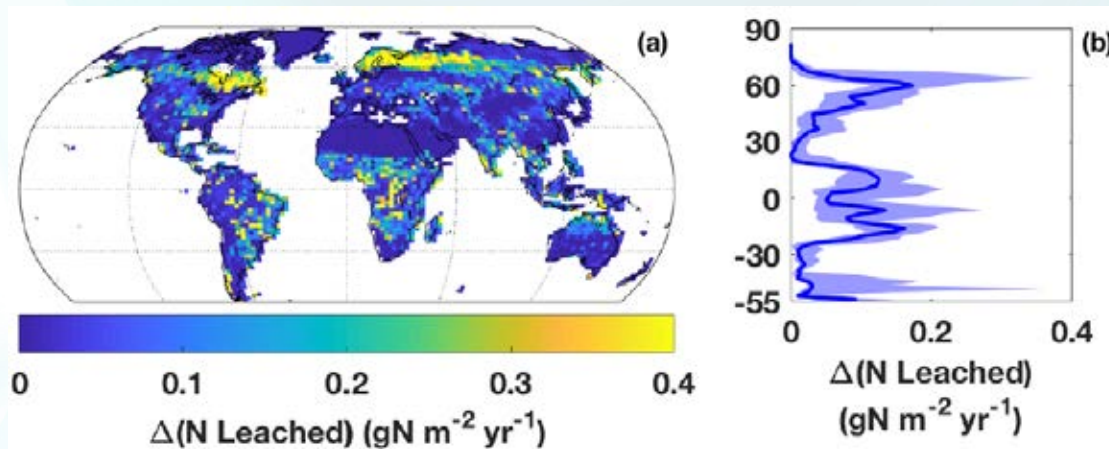 (a)
0 0.1 0.2 0.3 0.4
Δ(N Leached) (gN m⁻² yr⁻¹)
(b)
90
60
30
0
-30
-55
0 0.2 0.4
Δ(N Leached)
(gN m⁻² yr⁻¹)